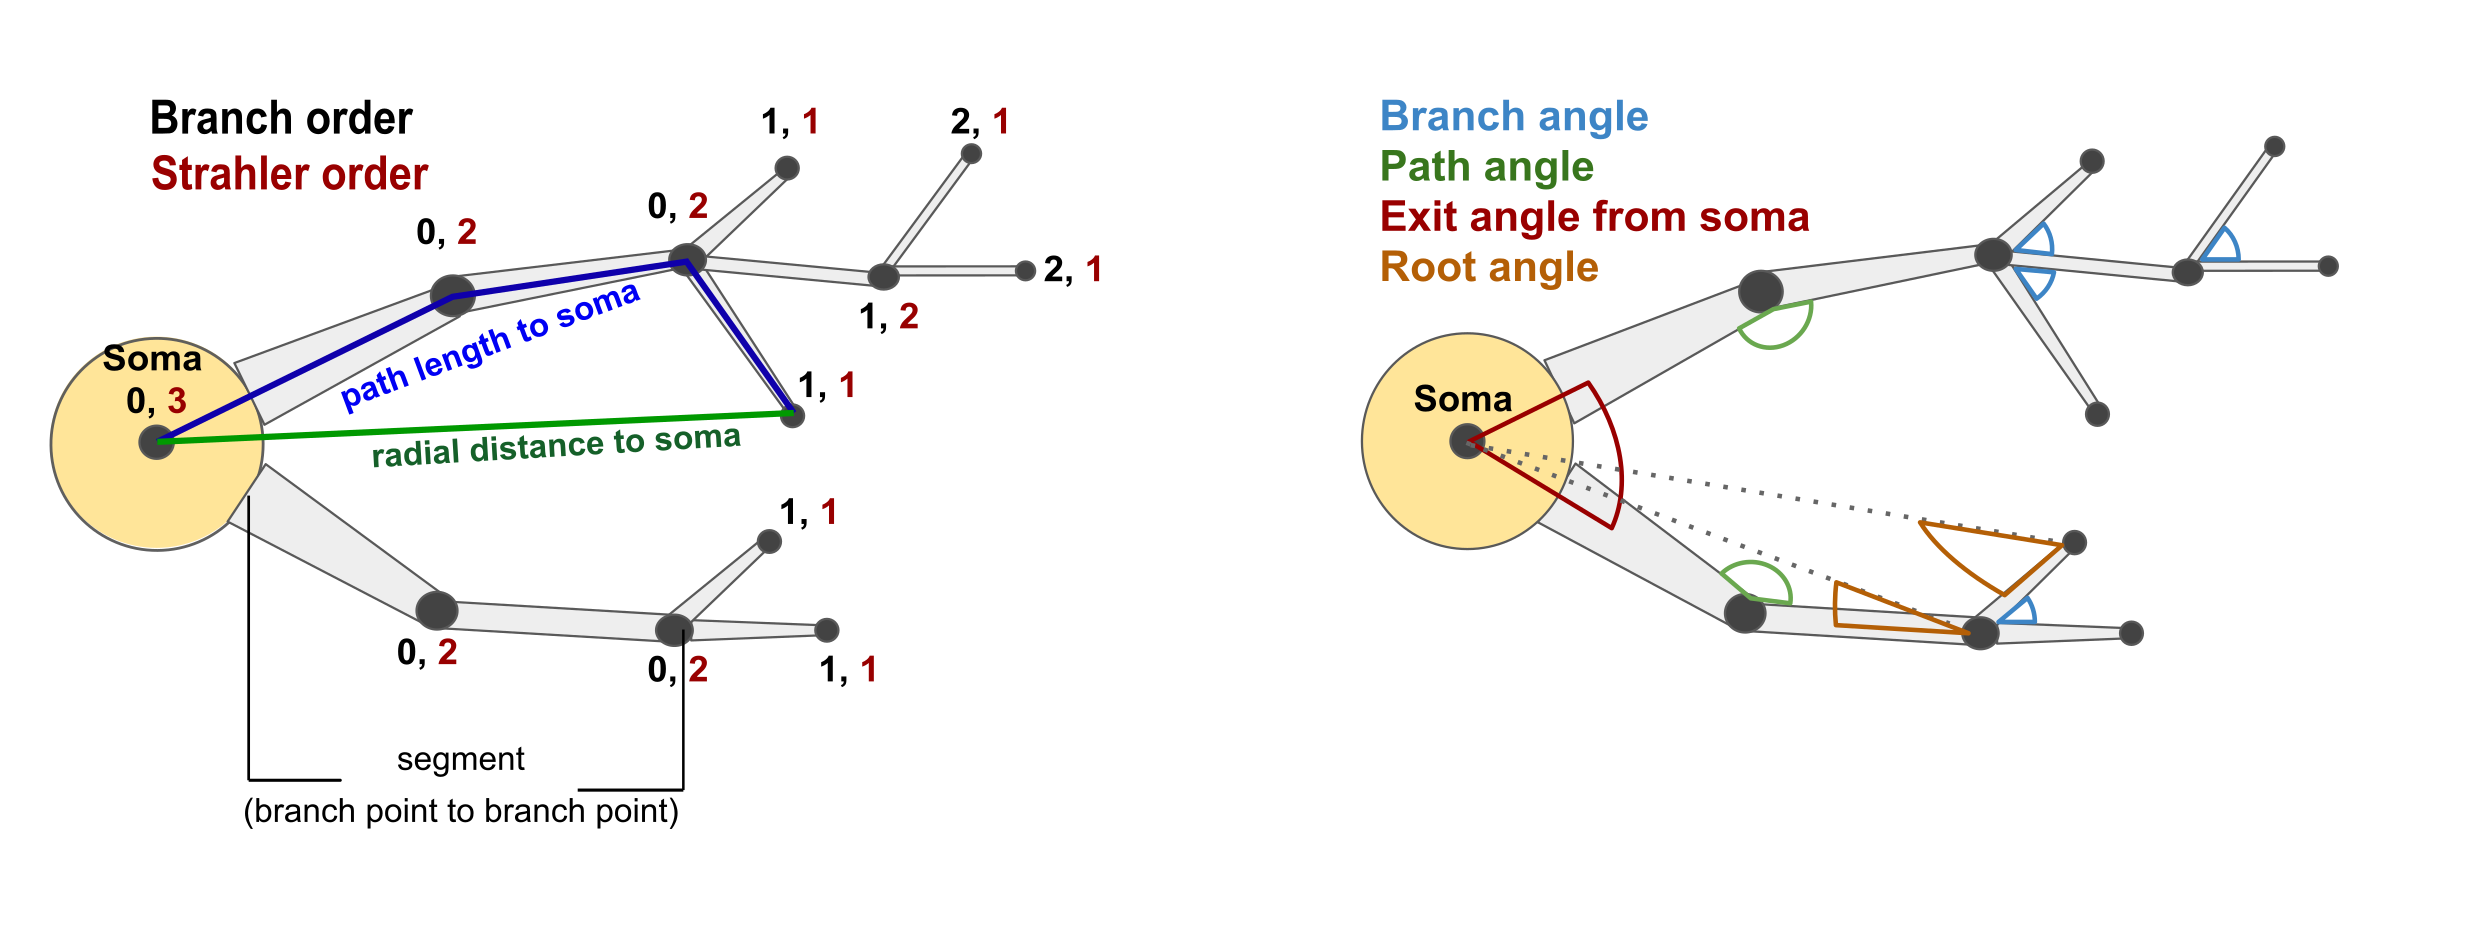 Branch order
Strahler order
1, 1
2, 1
0, 2
0, 2
2, 1
1, 2
path length to soma
Soma
0, 3
1, 1
radial distance to soma
1, 1
0, 2
0, 2
1, 1
segment
(branch point to branch point)
Branch angle
Path angle
Exit angle from soma
Root angle
Soma